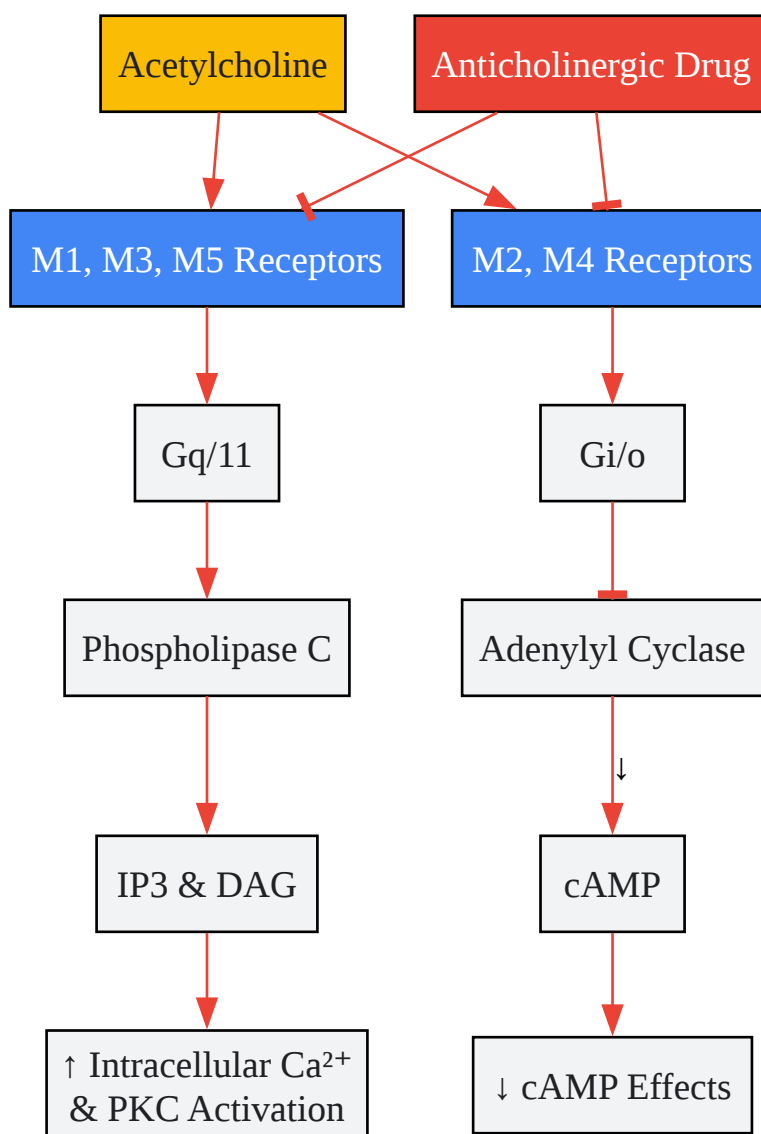 Acetylcholine
Anticholinergic Drug
M1, M3, M5 Receptors
M2, M4 Receptors
Gq/11
Gi/o
Phospholipase C
Adenylyl Cyclase
↓
IP3 & DAG
cAMP
↑ Intracellular Ca²⁺
& PKC Activation
↓ cAMP Effects